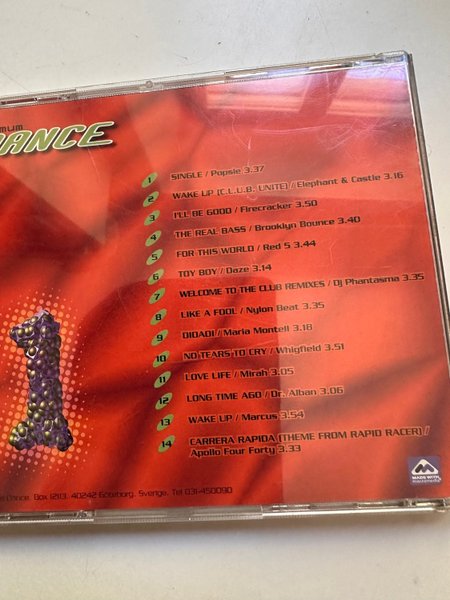 MUM
DANCE
1 SINGLE / Popsie 3.37
2 WAKE UP (C.L.U.B. UNITE) / Elephant & Castle 3.16
3 I'LL BE GOOD / Firecracker 3.50
4 THE REAL BASS / Brooklyn Bounce 3.40
5 FOR THIS WORLD / Red 5 3.44
6 TOY BOY / Daze 3.14
7 WELCOME TO THE CLUB REMIXES / Dj Phantasma 3.35
8 LIKE A FOOL / Nylon Beat 3.35
9 DIDADI / Maria Montell 3.18
10 NO TEARS TO CRY / Whigfield 3.51
11 LOVE LIFE / Mirah 3.05
12 LONG TIME AGO / Dr. Alban 3.06
13 WAKE UP / Marcus 3.54
14 CARRERA RAPIDA (THEME FROM RAPID RACER) /
Apollo Four Forty 3.33
1
Dance, Box 1213, 40242 Göteborg, Sverige, Tel 031-450090
MADE WITH